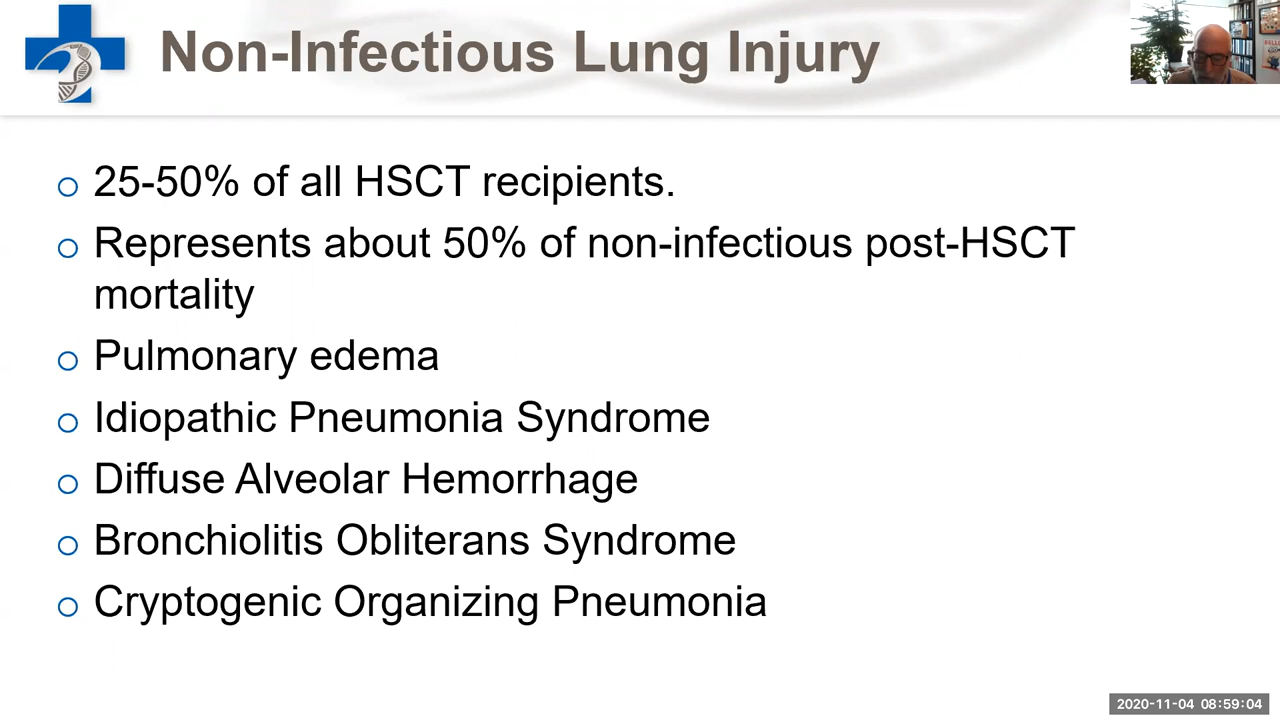 Non-Infectious Lung Injury
25-50% of all HSCT recipients.
Represents about 50% of non-infectious post-HSCT
mortality
Pulmonary edema
Idiopathic Pneumonia Syndrome
Diffuse Alveolar Hemorrhage
Bronchiolitis Obliterans Syndrome
Cryptogenic Organizing Pneumonia
2020-11-04 08:59:04